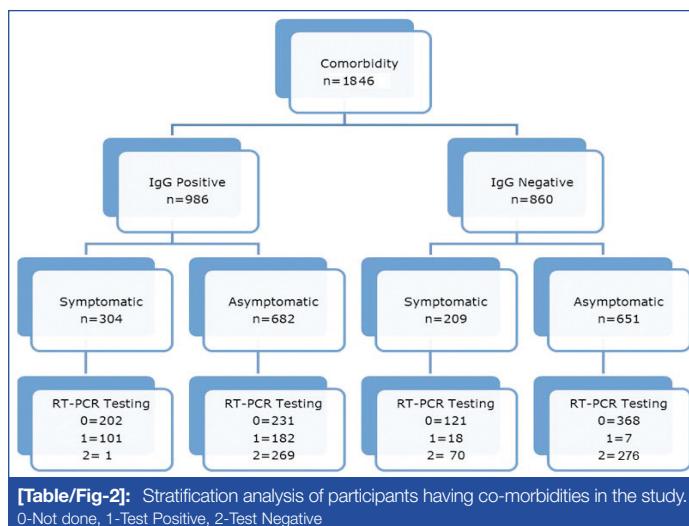 Comorbidity
n=1846
IgG Positive
n=986
IgG Negative
n=860
Symptomatic
n=304
Asymptomatic
n=682
Symptomatic
n=209
Asymptomatic
n=651
RT-PCR Testing
0=202
1=101
2= 1
RT-PCR Testing
0=231
1=182
2=269
RT-PCR Testing
0=121
1=18
2= 70
RT-PCR Testing
0=368
1=7
2=276
[Table/Fig-2]: Stratification analysis of participants having co-morbidities in the study.
0-Not done, 1-Test Positive, 2-Test Negative